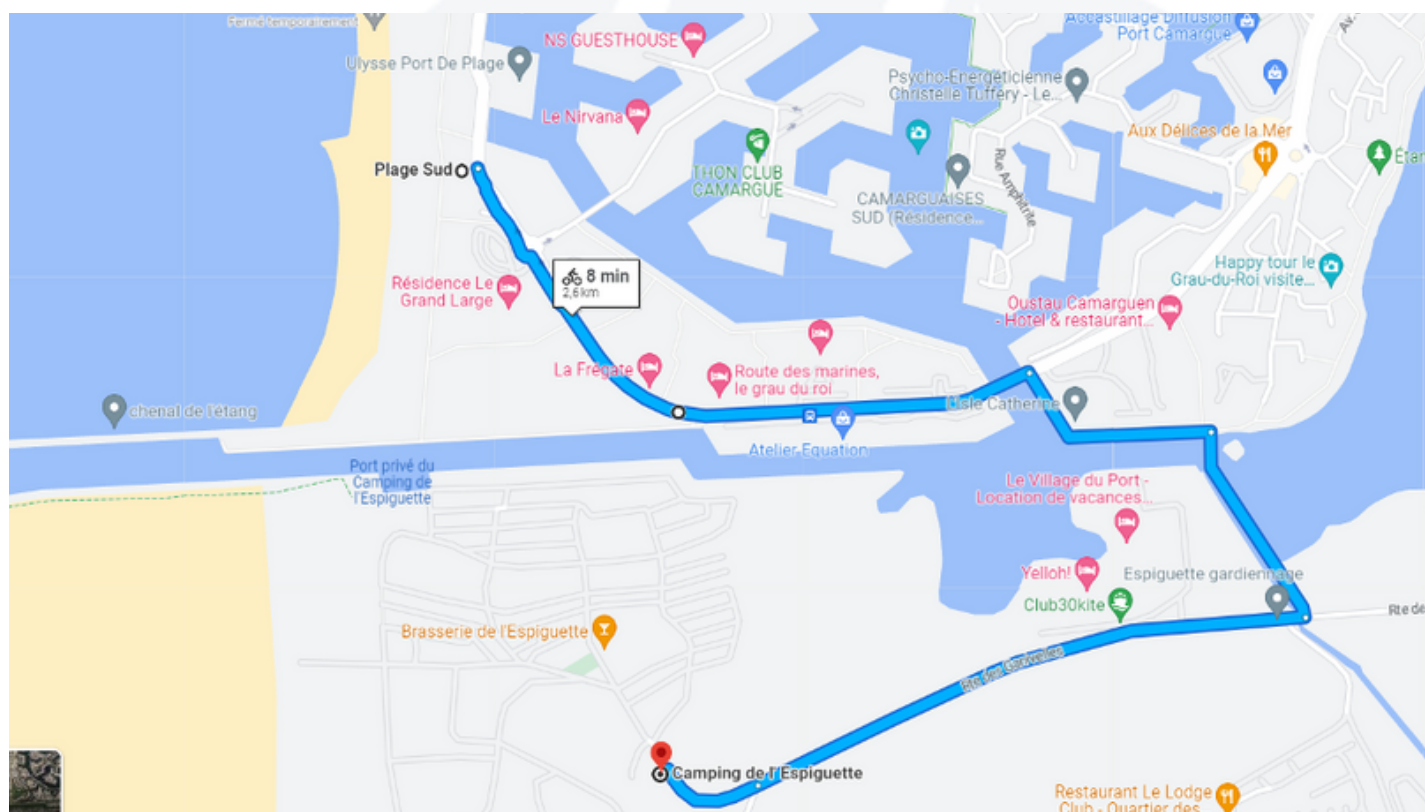 Fermé temporairement
Ulysse Port De Plage
NS GUESTHOUSE
Accastillage Diffusion
Port Camargue
Av.
Psycho-Energéticienne
Christelle Tuffery - Le...
Le Nirvana
Aux Délices de la Mer
Plage Sud
THON CLUB
CAMARGUE
CAMARGUAISES
SUD (Résidence...
Rue Amphitrite
Étan
8 min
2,6 km
Résidence Le
Grand Large
Happy tour le
Grau-du-Roi visite...
Oustau Camarguen
- Hotel & restaurant...
La Frégate
Route des marines,
le grau du roi
L'Isle Catherine
chenal de l'étang
Atelier Equation
Port privé du
Camping de
l'Espiguette
Le Village du Port -
Location de vacances...
Yelloh!
Espiguette gardiennage
Club30kite
Rte de
Brasserie de l'Espiguette
Rte des Garivelles
Camping de l'Espiguette
Restaurant Le Lodge
Club - Quartier des